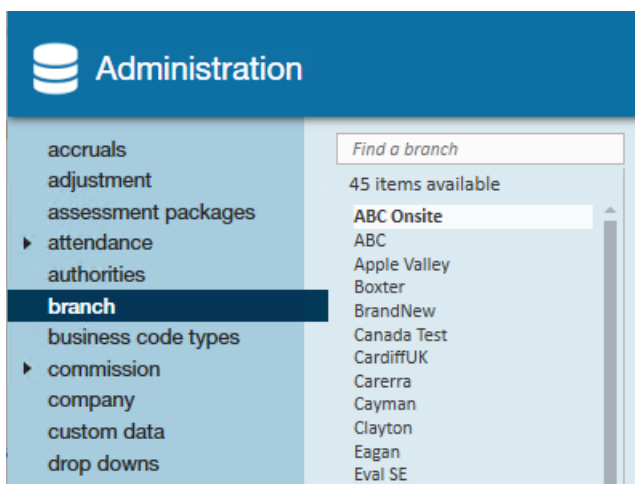 Administration
accruals
adjustment
assessment packages
attendance
authorities
branch
business code types
commission
company
custom data
drop downs
Find a branch
45 items available
ABC Onsite
ABC
Apple Valley
Boxter
BrandNew
Canada Test
CardiffUK
Carerra
Cayman
Clayton
Eagan
Eval SE